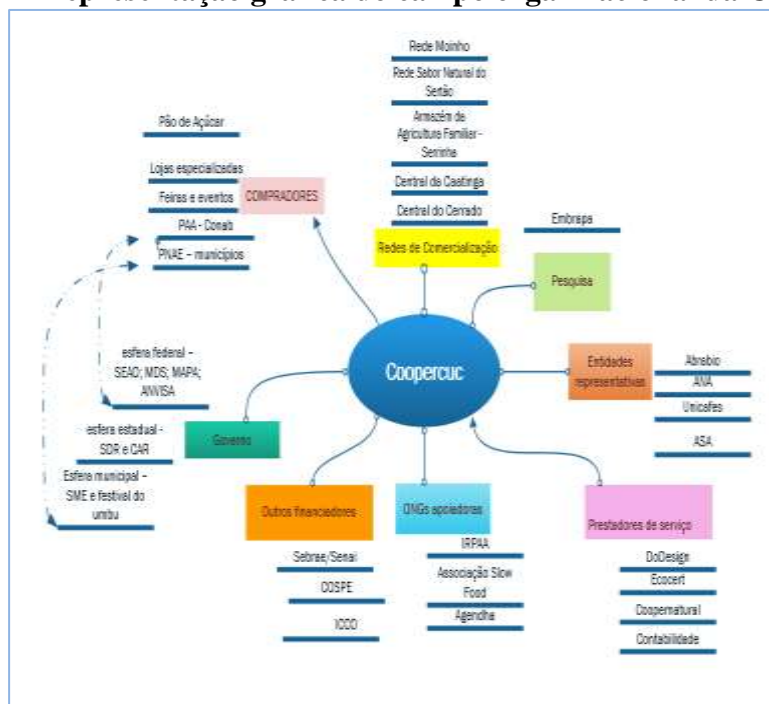 Rede Moinho
Rede Sabor Natural do
Sertão
Armazém da
Agricultura Familiar -
Serrinha
Central da Caatinga
Central do Cerrado
Redes de Comercialização
Pão de Açúcar
Lojas especializadas
Feiras e eventos
PAA - Conab
PNAE – municípios
COMPRADORES
Embrapa
Pesquisa
Coopercuc
Entidades
representativas
Abrabio
ANA
Unicafes
ASA
esfera federal –
SEAD; MDS; MAPA;
ANVISA
esfera estadual -
SDR e CAR
Esfera municipal –
SME e festival do
umbu
Governo
Outros financiadores
Sebrae/Senai
COSPE
ICCO
ONGs apoiadoras
IRPAA
Associação Slow
Food
Agendha
Prestadores de serviço
DoDesign
Ecocert
Coopernatural
Contabilidade